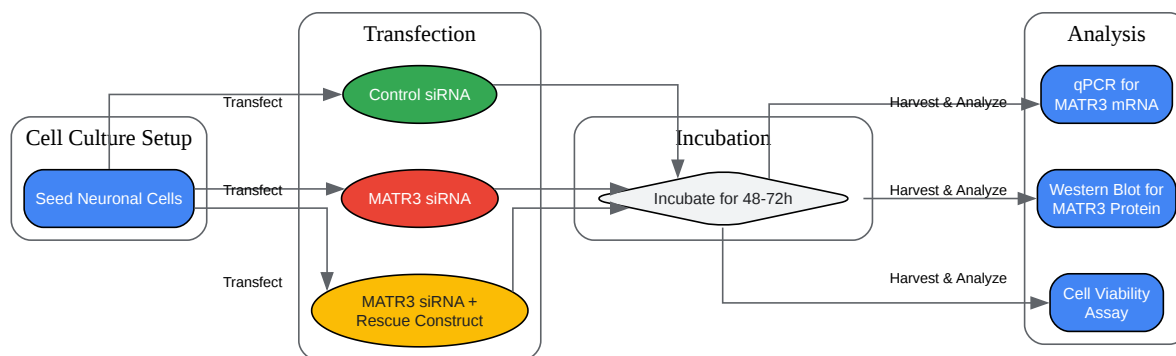 Cell Culture Setup
Seed Neuronal Cells
Transfect
Transfect
Transfect
Transfection
Control siRNA
MATR3 siRNA
MATR3 siRNA +
Rescue Construct
Incubation
Incubate for 48-72h
Harvest & Analyze
Harvest & Analyze
Harvest & Analyze
Analysis
qPCR for
MATR3 mRNA
Western Blot for
MATR3 Protein
Cell Viability
Assay